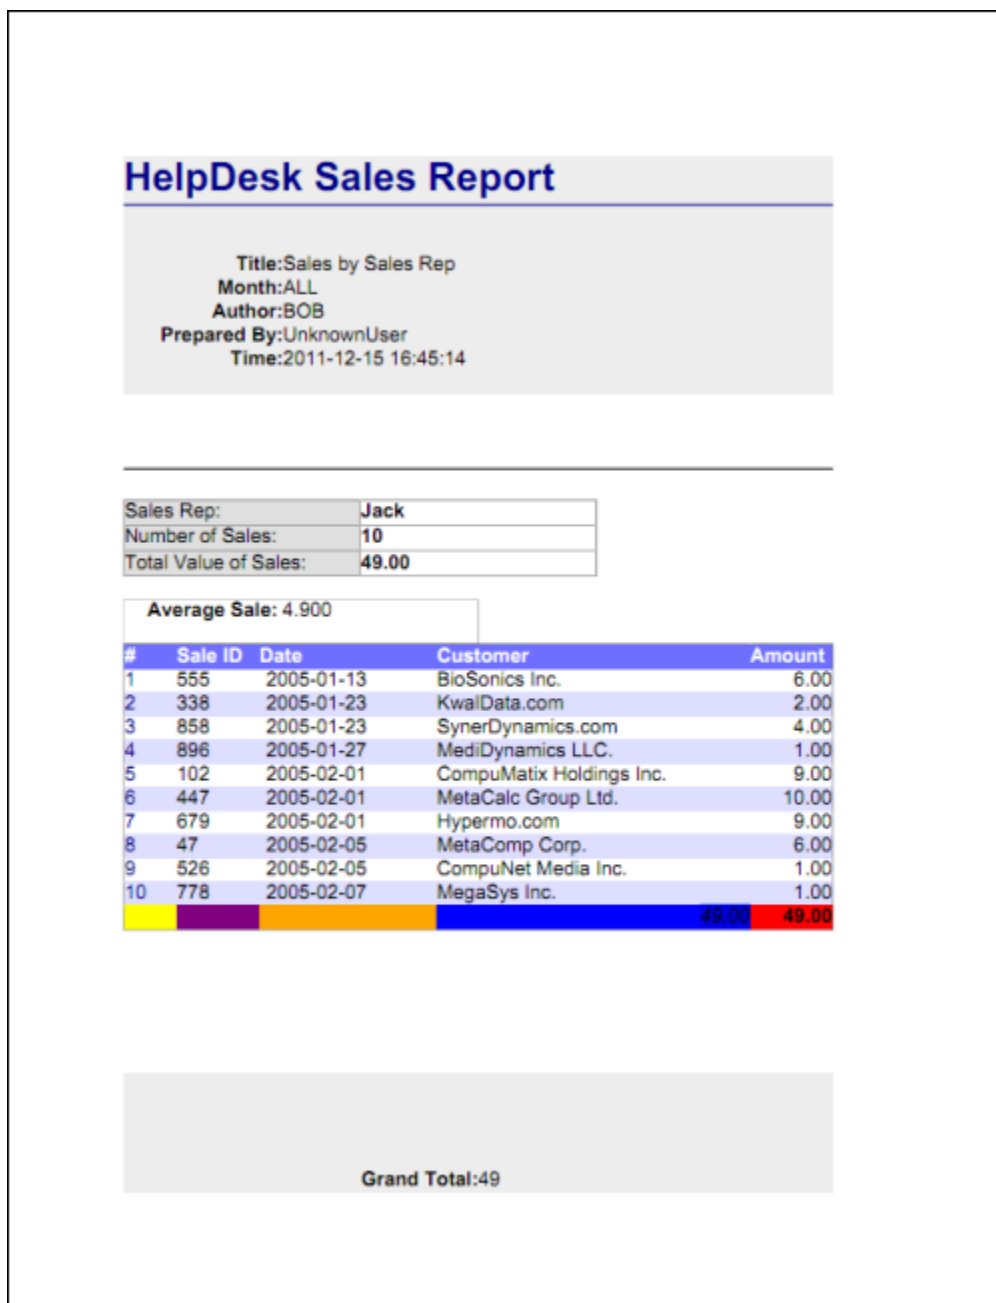 HelpDesk Sales Report
Title:Sales by Sales Rep
Month:ALL
Author:BOB
Prepared By:UnknownUser
Time:2011-12-15 16:45:14
Sales Rep: Jack
Number of Sales: 10
Total Value of Sales: 49.00
Average Sale: 4.900
# Sale ID Date Customer Amount
1 555 2005-01-13 BioSonics Inc. 6.00
2 338 2005-01-23 KwalData.com 2.00
3 858 2005-01-23 SynerDynamics.com 4.00
4 896 2005-01-27 MediDynamics LLC. 1.00
5 102 2005-02-01 CompuMatix Holdings Inc. 9.00
6 447 2005-02-01 MetaCalc Group Ltd. 10.00
7 679 2005-02-01 Hypermo.com 9.00
8 47 2005-02-05 MetaComp Corp. 6.00
9 526 2005-02-05 CompuNet Media Inc. 1.00
10 778 2005-02-07 MegaSys Inc. 1.00
49.00 49.00
Grand Total:49